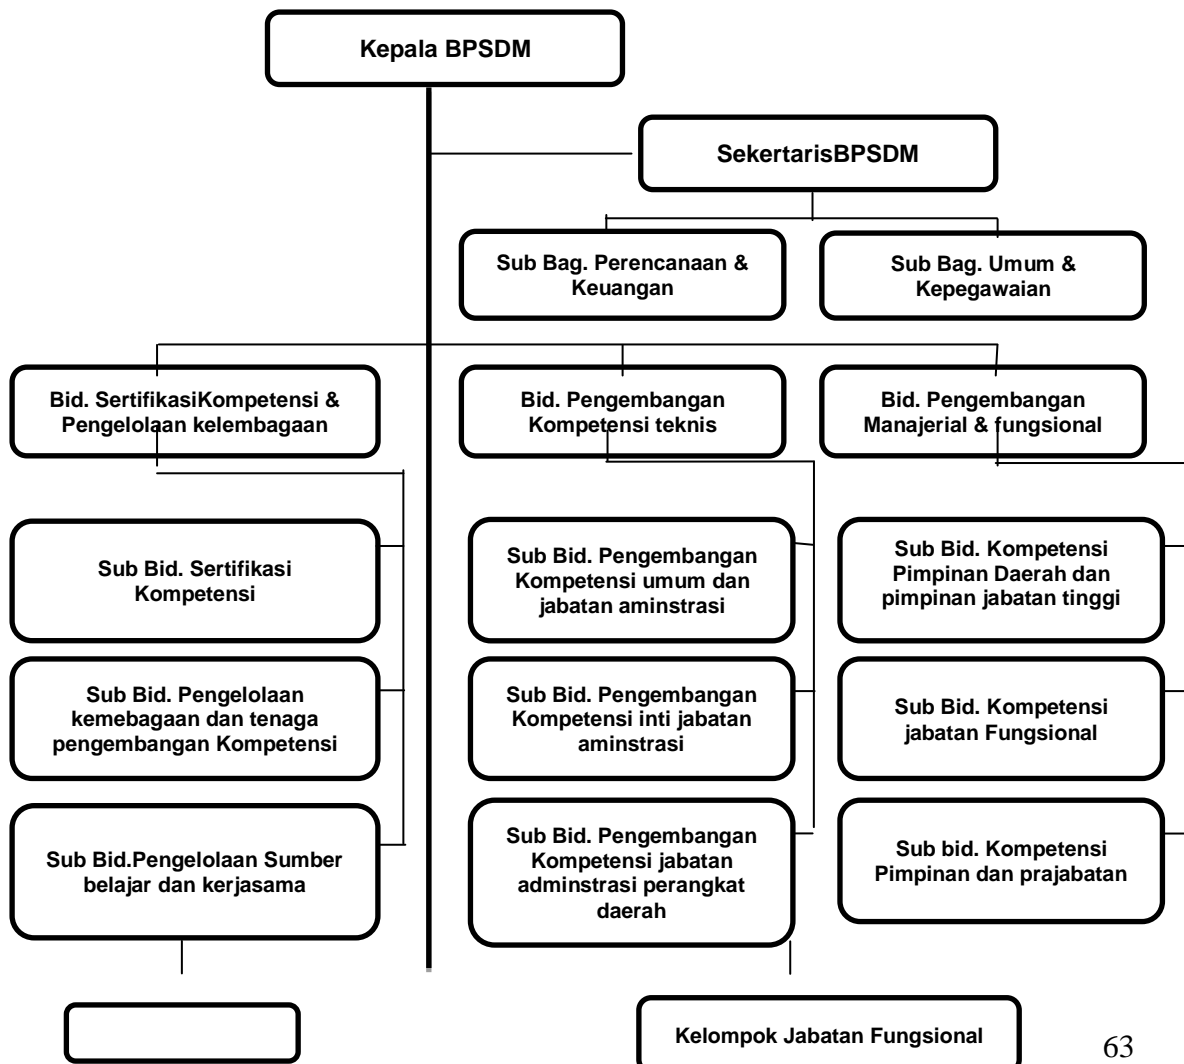 Kepala BPSDM
SekertarisBPSDM
Sub Bag. Perencanaan &
Keuangan
Sub Bag. Umum &
Kepegawaian
Bid. SertifikasiKompetensi &
Pengelolaan kelembagaan
Bid. Pengembangan
Kompetensi teknis
Bid. Pengembangan
Manajerial & fungsional
Sub Bid. Sertifikasi
Kompetensi
Sub Bid. Pengembangan
Kompetensi umum dan
jabatan aminstrasi
Sub Bid. Kompetensi
Pimpinan Daerah dan
pimpinan jabatan tinggi
Sub Bid. Pengelolaan
kemebagaan dan tenaga
pengembangan Kompetensi
Sub Bid. Pengembangan
Kompetensi inti jabatan
aminstrasi
Sub Bid. Kompetensi
jabatan Fungsional
Sub Bid.Pengelolaan Sumber
belajar dan kerjasama
Sub Bid. Pengembangan
Kompetensi jabatan
adminstrasi perangkat
daerah
Sub bid. Kompetensi
Pimpinan dan prajabatan
Kelompok Jabatan Fungsional
63